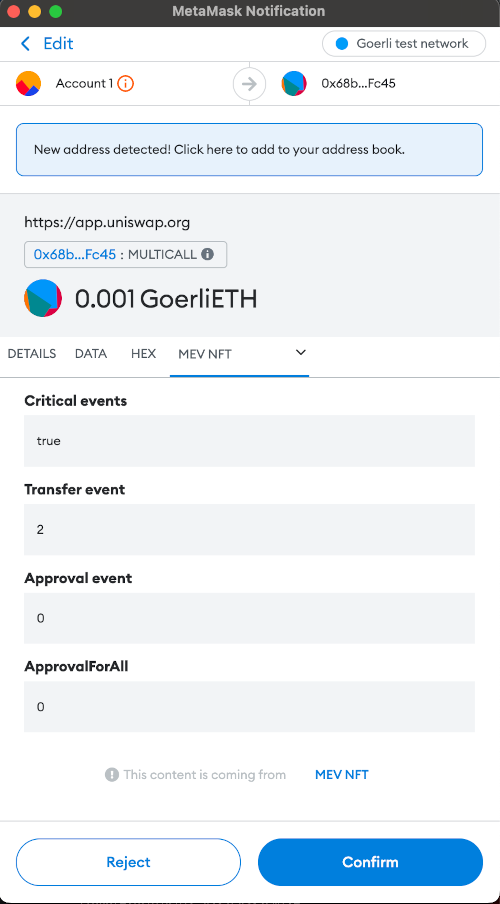 MetaMask Notification
Edit
Goerli test network
Account 1
0x68b...Fc45
New address detected! Click here to add to your address book.
https://app.uniswap.org
0x68b...Fc45 : MULTICALL
0.001 GoerliETH
DETAILS DATA HEX MEV NFT
Critical events
true
Transfer event
2
Approval event
0
ApprovalForAll
0
This content is coming from MEV NFT
Reject Confirm